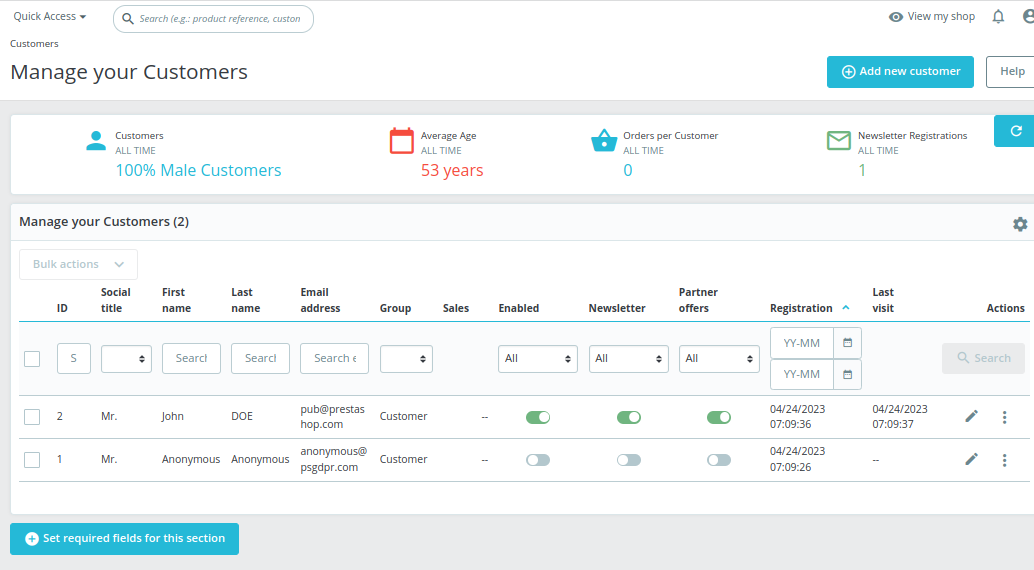 Quick Access
Search (e.g.: product reference, custon
View my shop
Customers
Manage your Customers
Add new customer
Help
Customers
ALL TIME
100% Male Customers
Average Age
ALL TIME
53 years
Orders per Customer
ALL TIME
0
Newsletter Registrations
ALL TIME
1
Manage your Customers (2)
Bulk actions
ID
Social
title
First
name
Last
name
Email
address
Group
Sales
Enabled
Newsletter
Partner
offers
Registration
Last
visit
Actions
S
Search
Search
Search e
All
All
All
YY-MM
YY-MM
Search
2
Mr.
John
DOE
pub@prestas
hop.com
Customer
--
04/24/2023
07:09:36
04/24/2023
07:09:37
1
Mr.
Anonymous
Anonymous
anonymous@
psgdpr.com
Customer
--
04/24/2023
07:09:26
--
Set required fields for this section